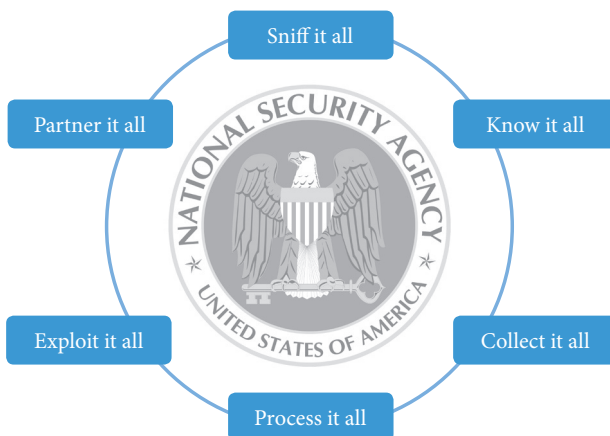 Sniff it all
Know it all
Collect it all
Process it all
Exploit it all
Partner it all
NATIONAL SECURITY AGENCY
UNITED STATES OF AMERICA